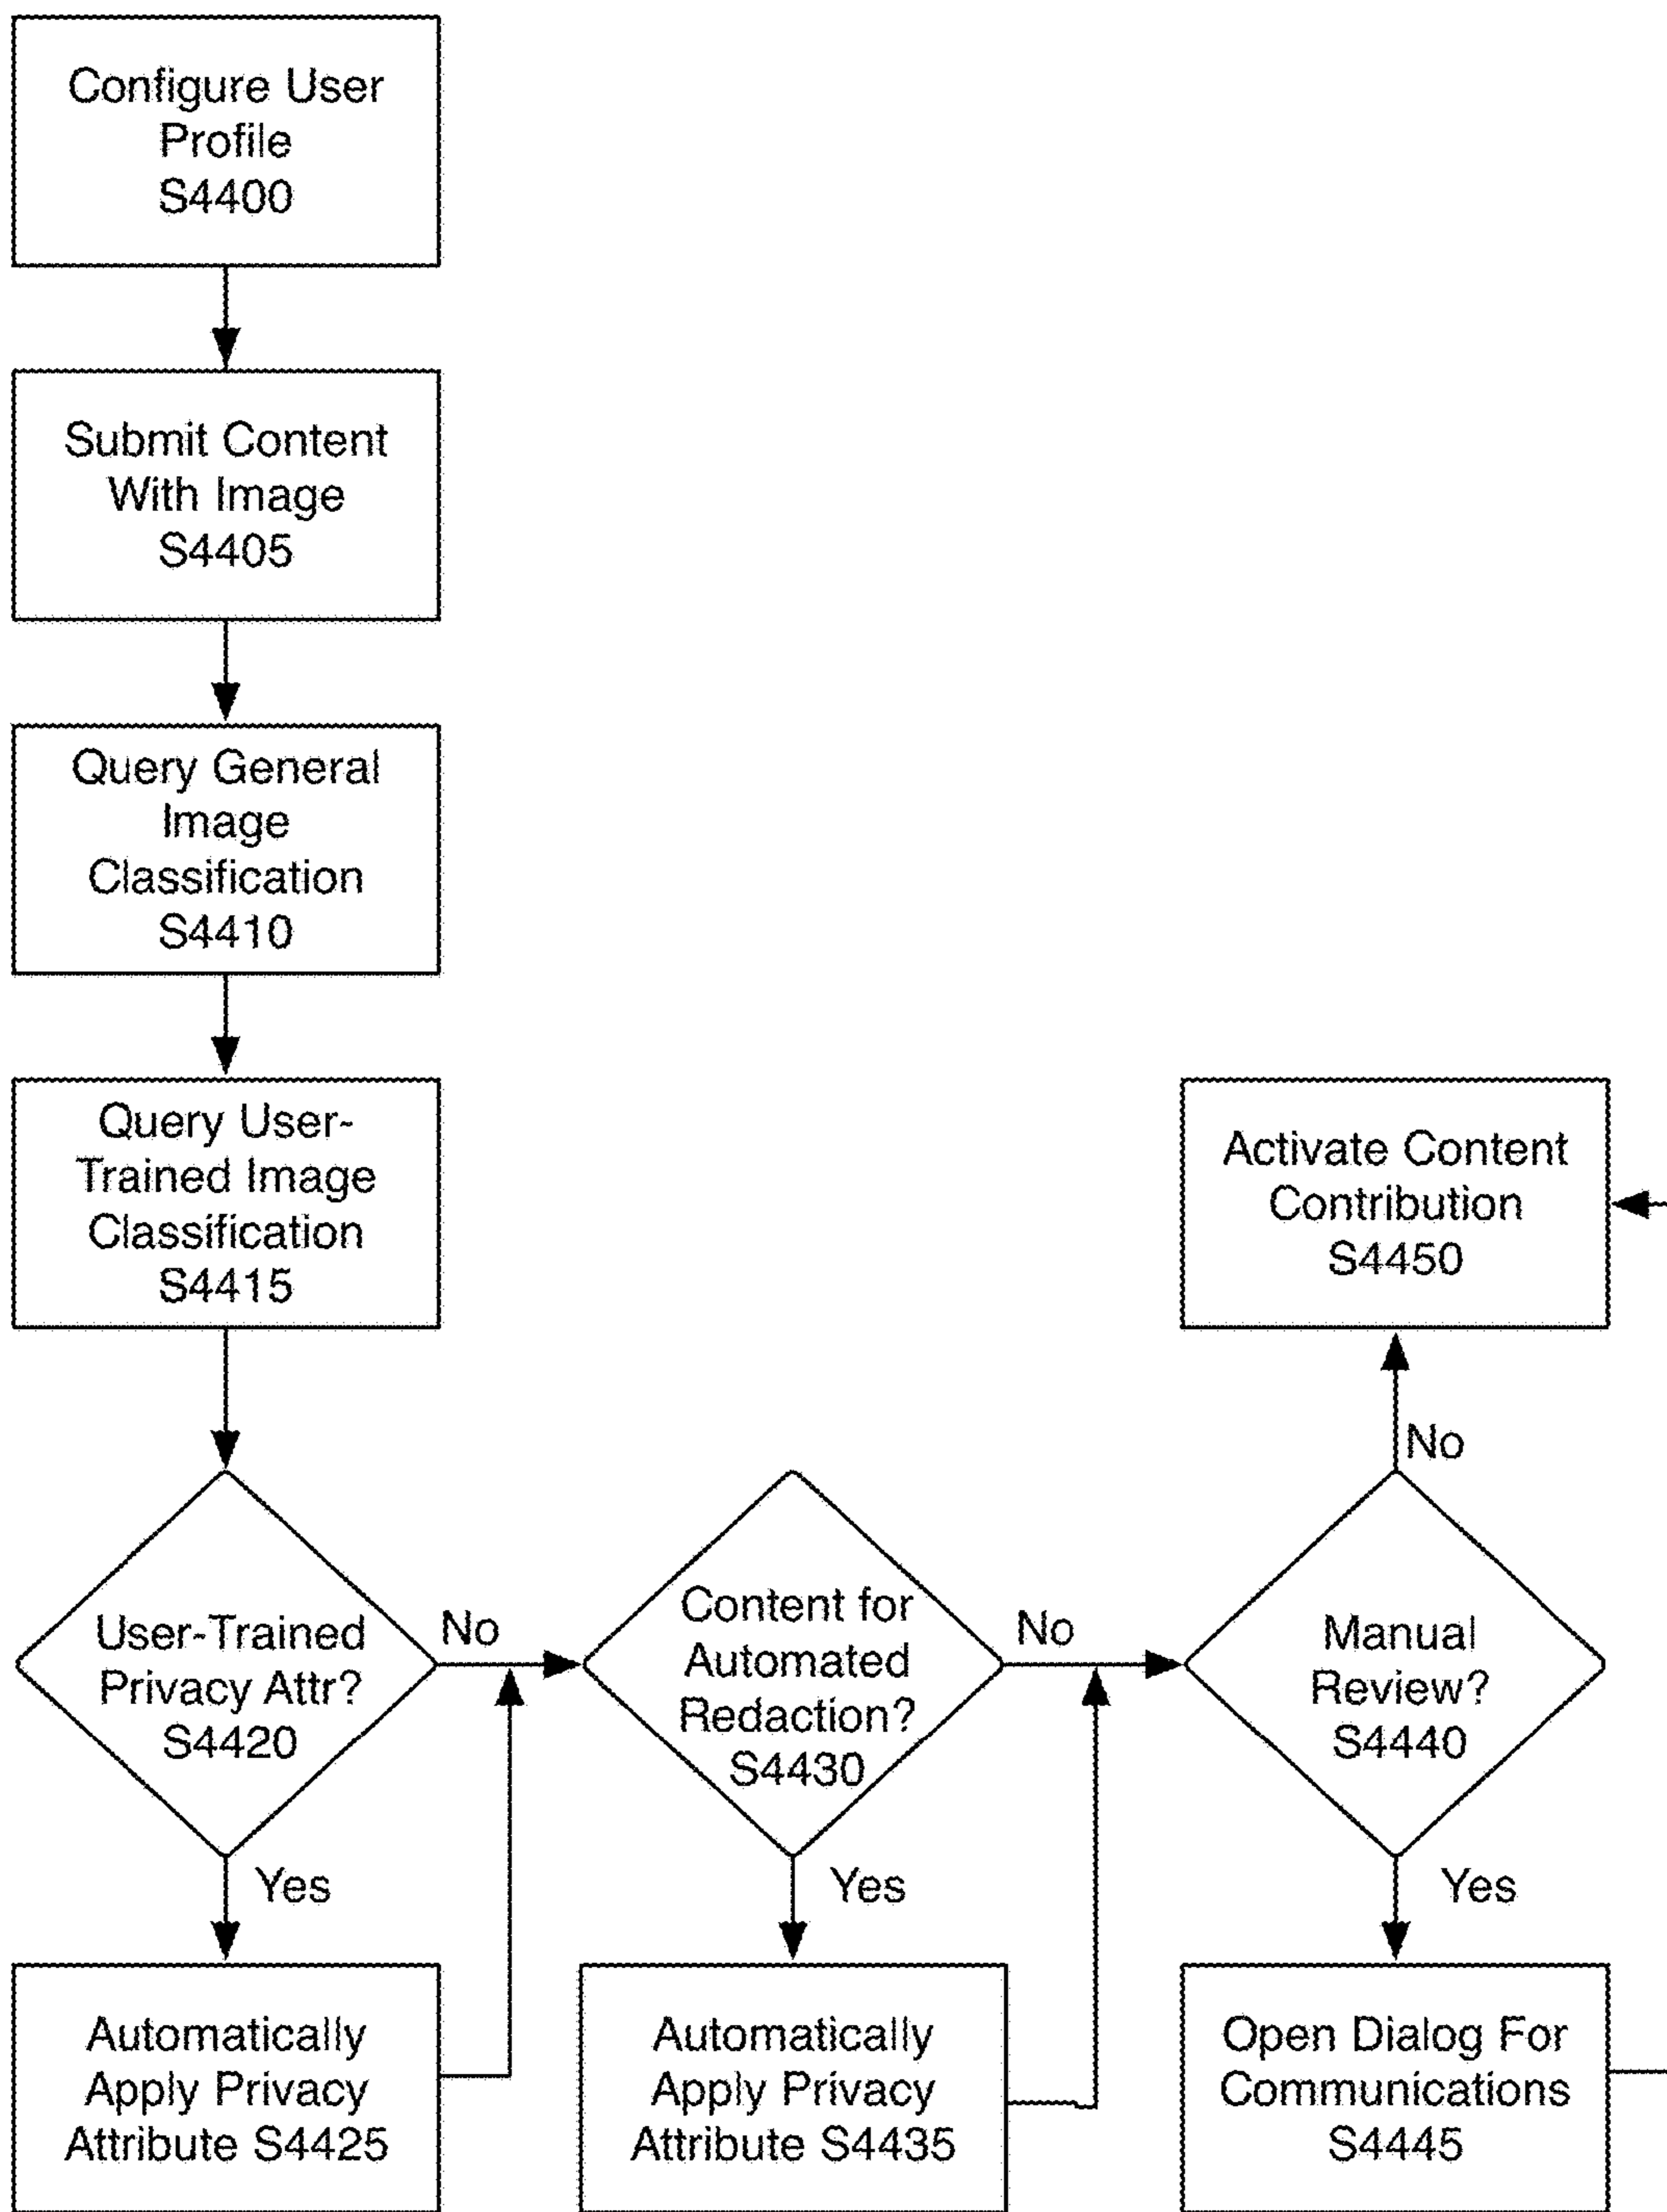 Configure User
Profile
S4400
Submit Content
With Image
S4405
Query General
Image
Classification
S4410
Query User-
Trained Image
Classification
S4415
Activate Content
Contribution
S4450
No
User-Trained
Privacy Attr?
S4420
No
Content for
Automated
Redaction?
S4430
No
Manual
Review?
S4440
Yes
Yes
Yes
Automatically
Apply Privacy
Attribute S4425
Automatically
Apply Privacy
Attribute S4435
Open Dialog For
Communications
S4445